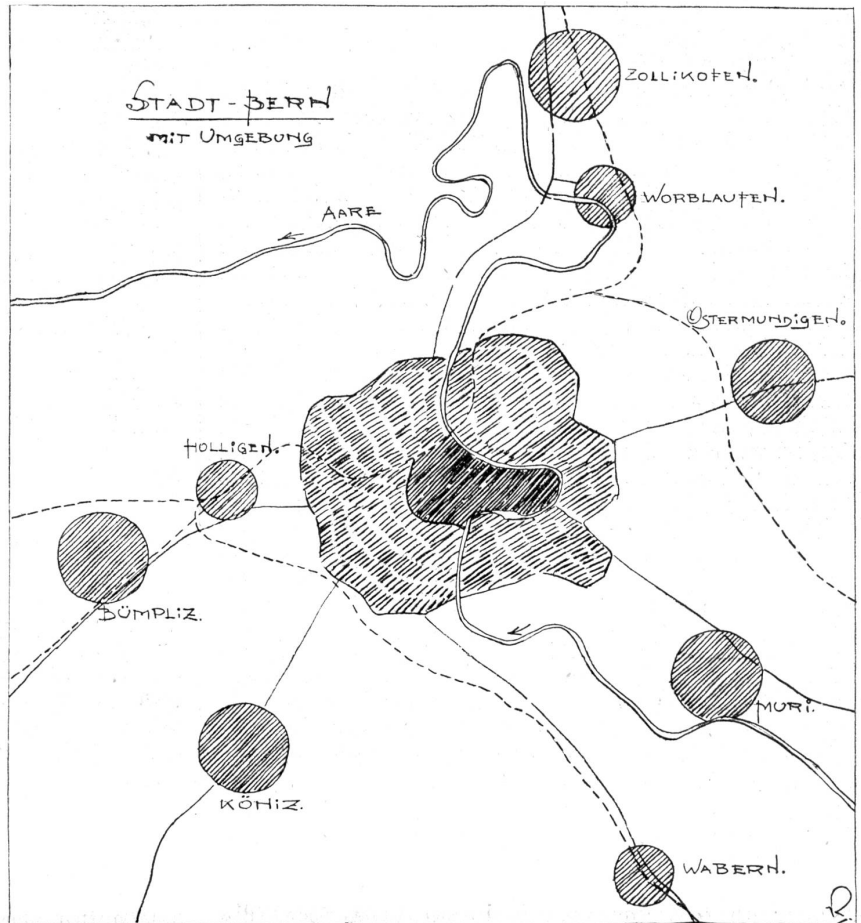 ZOLLIKOFEN.
STADT-BERN
MIT UMGEBUNG
WORBLAUFEN.
AARE
OSTERMUNDIGEN.
HOLLIGEN.
BÜMPLIZ.
MURI.
KÖNIZ.
WABERN.